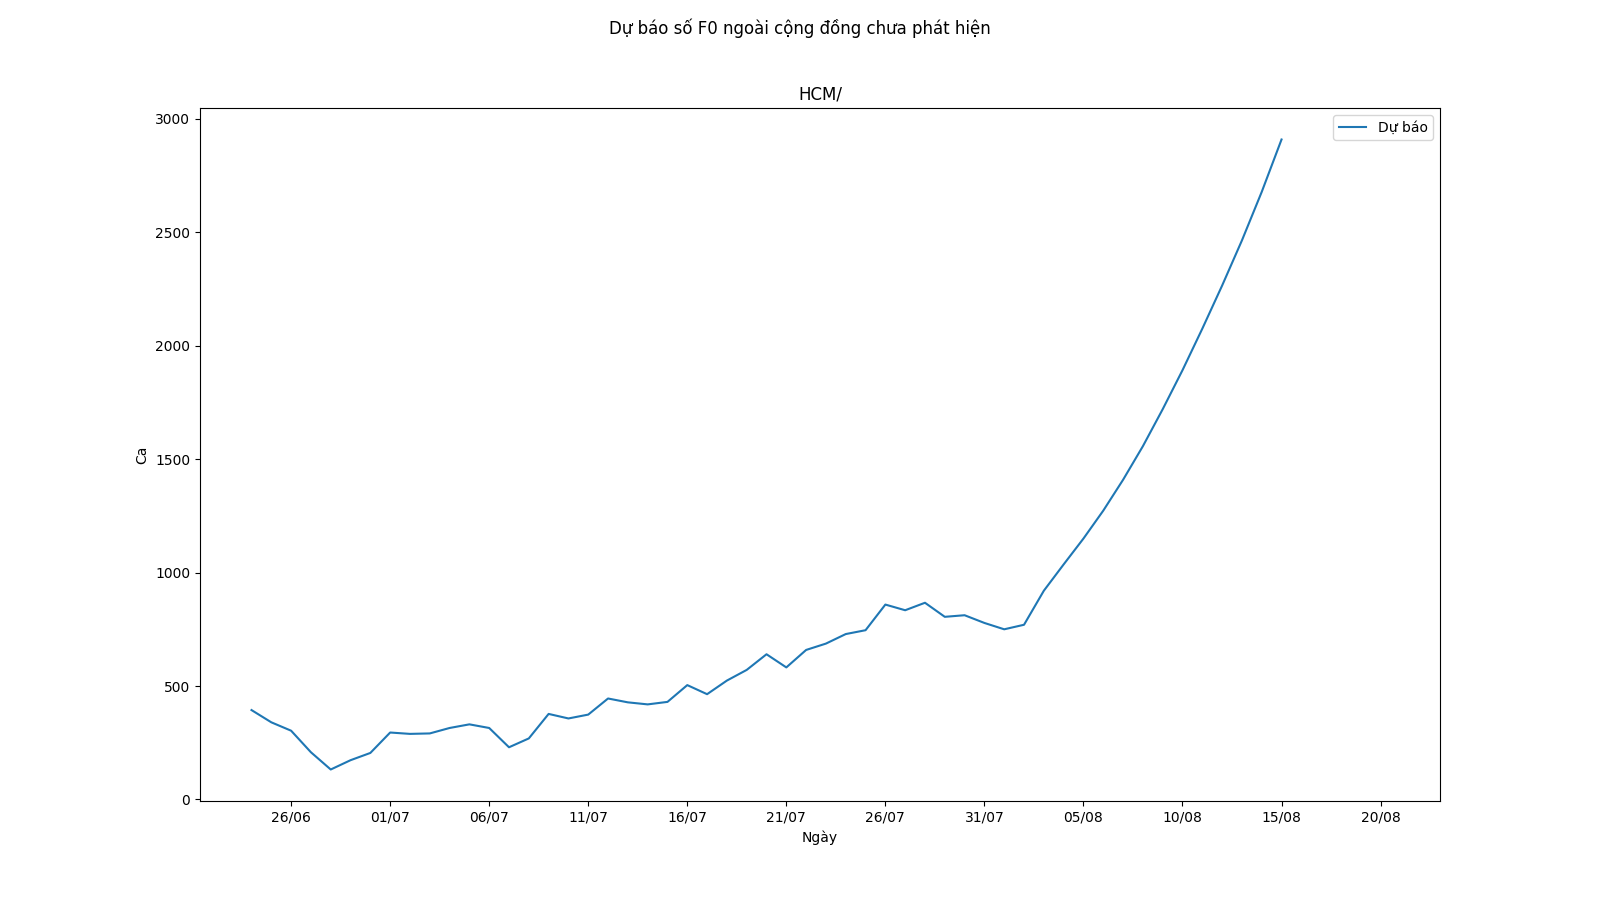 Dự báo số F0 ngoài cộng đồng chưa phát hiện
HCM/
Dự báo
3000
2500
2000
1500
1000
500
0
Ca
26/06 01/07 06/07 11/07 16/07 21/07 26/07 31/07 05/08 10/08 15/08 20/08
Ngày